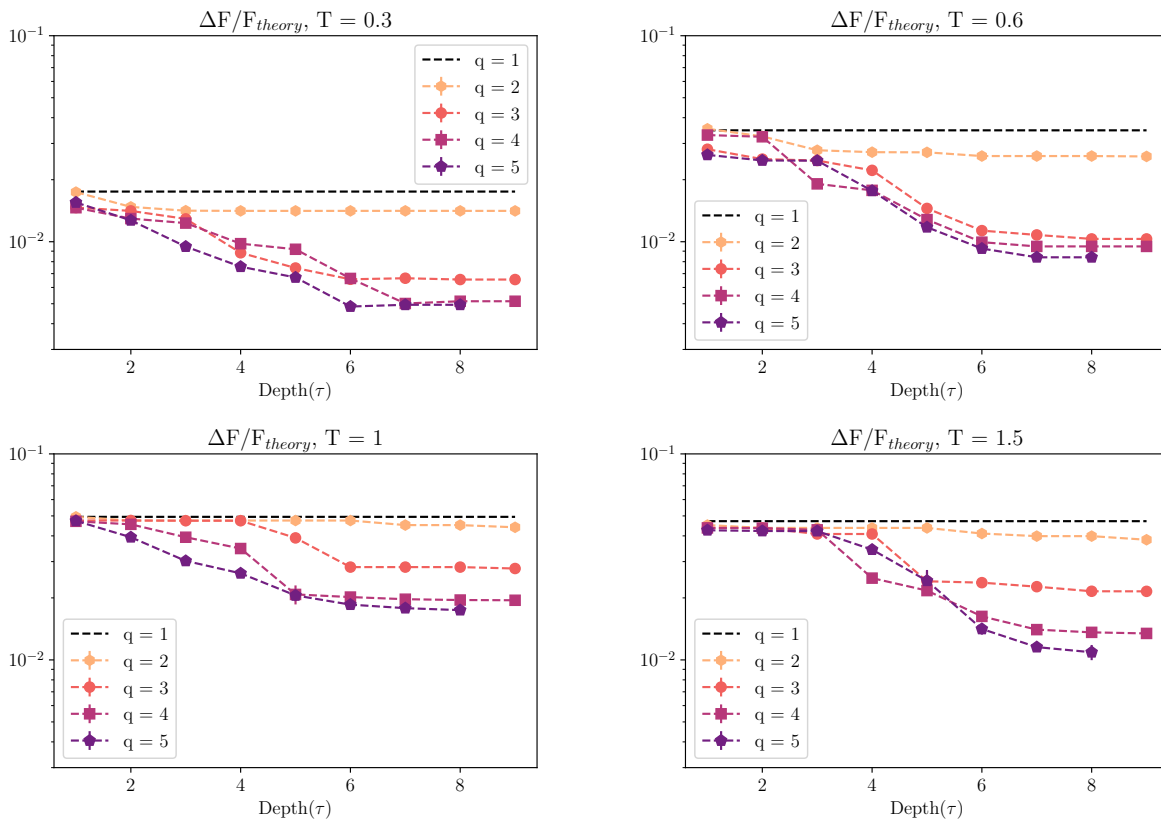 ΔF/F_theory, T = 0.3
10⁻¹
10⁻²
q = 1
q = 2
q = 3
q = 4
q = 5
2 4 6 8
Depth(τ)
ΔF/F_theory, T = 0.6
10⁻¹
10⁻²
q = 1
q = 2
q = 3
q = 4
q = 5
2 4 6 8
Depth(τ)
ΔF/F_theory, T = 1
10⁻¹
10⁻²
q = 1
q = 2
q = 3
q = 4
q = 5
2 4 6 8
Depth(τ)
ΔF/F_theory, T = 1.5
10⁻¹
10⁻²
q = 1
q = 2
q = 3
q = 4
q = 5
2 4 6 8
Depth(τ)